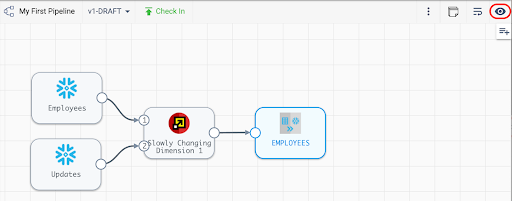 My First Pipeline
v1-DRAFT
Check In
Employees
1
Slowly Changing
Dimension 1
EMPLOYEES
2
Updates